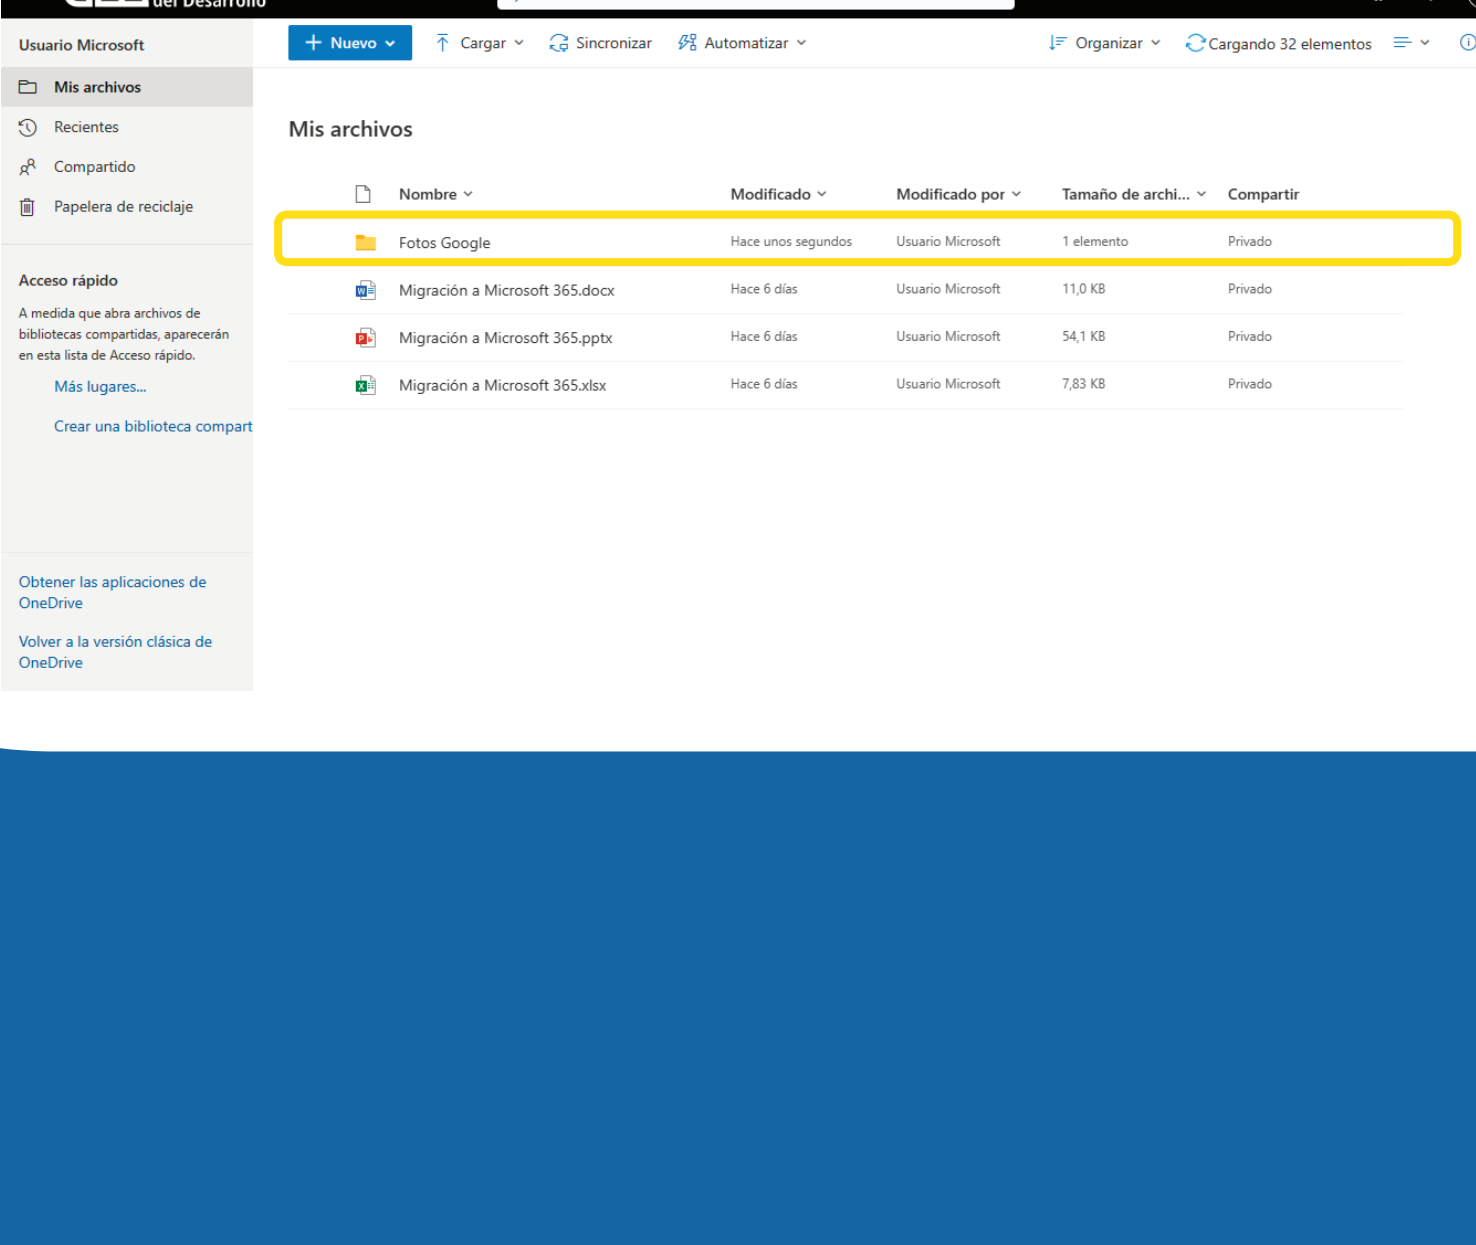 del Desarrollo
Usuario Microsoft
Nuevo
Cargar
Sincronizar
Automatizar
Organizar
Cargando 32 elementos
Mis archivos
Recientes
Compartido
Papelera de reciclaje
Acceso rápido
A medida que abra archivos de
bibliotecas compartidas, aparecerán
en esta lista de Acceso rápido.
Más lugares...
Crear una biblioteca compart
Obtener las aplicaciones de
OneDrive
Volver a la versión clásica de
OneDrive
Mis archivos
Nombre Modificado Modificado por Tamaño de archi... Compartir
Fotos Google Hace unos segundos Usuario Microsoft 1 elemento Privado
Migración a Microsoft 365.docx Hace 6 días Usuario Microsoft 11,0 KB Privado
Migración a Microsoft 365.pptx Hace 6 días Usuario Microsoft 54,1 KB Privado
Migración a Microsoft 365.xlsx Hace 6 días Usuario Microsoft 7,83 KB Privado